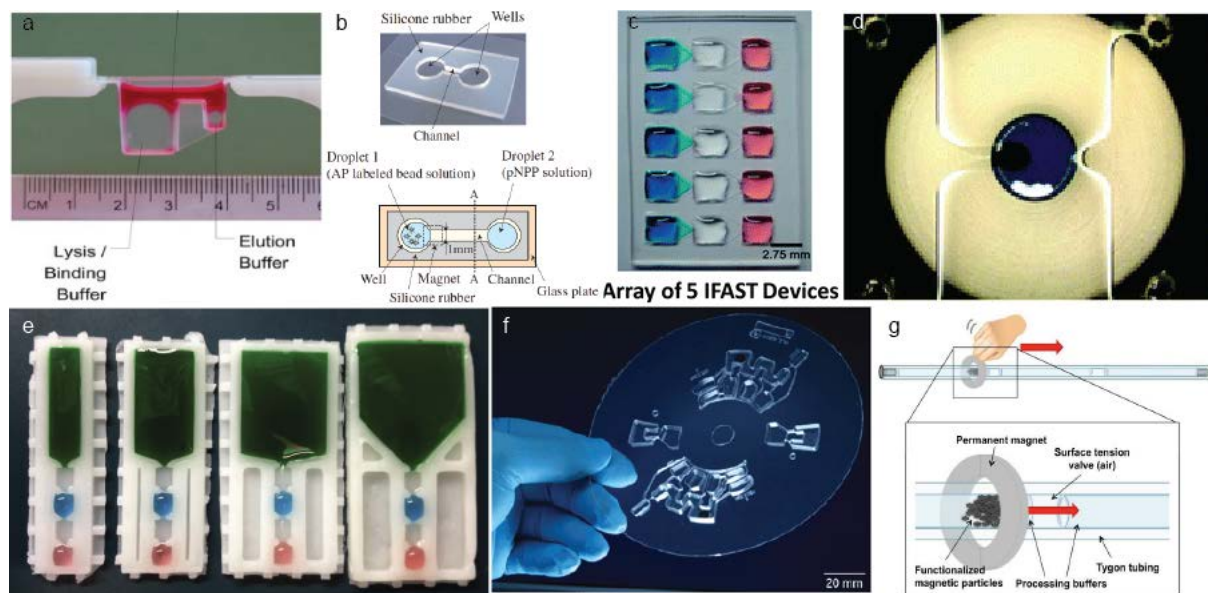 a
CM 1 2 3 4 5 6
Lysis /
Binding
Buffer
Elution
Buffer
b
Silicone rubber
Wells
Channel
Droplet 1
(AP labeled bead solution)
Droplet 2
(pNPP solution)
A
1mm
Well
Magnet
A
Channel
Silicone rubber
Glass plate
c
2.75 mm
Array of 5 IFAST Devices
d
e
f
20 mm
g
Permanent magnet
Surface tension
valve (air)
Functionalized
magnetic particles
Processing buffers
Tygon tubing